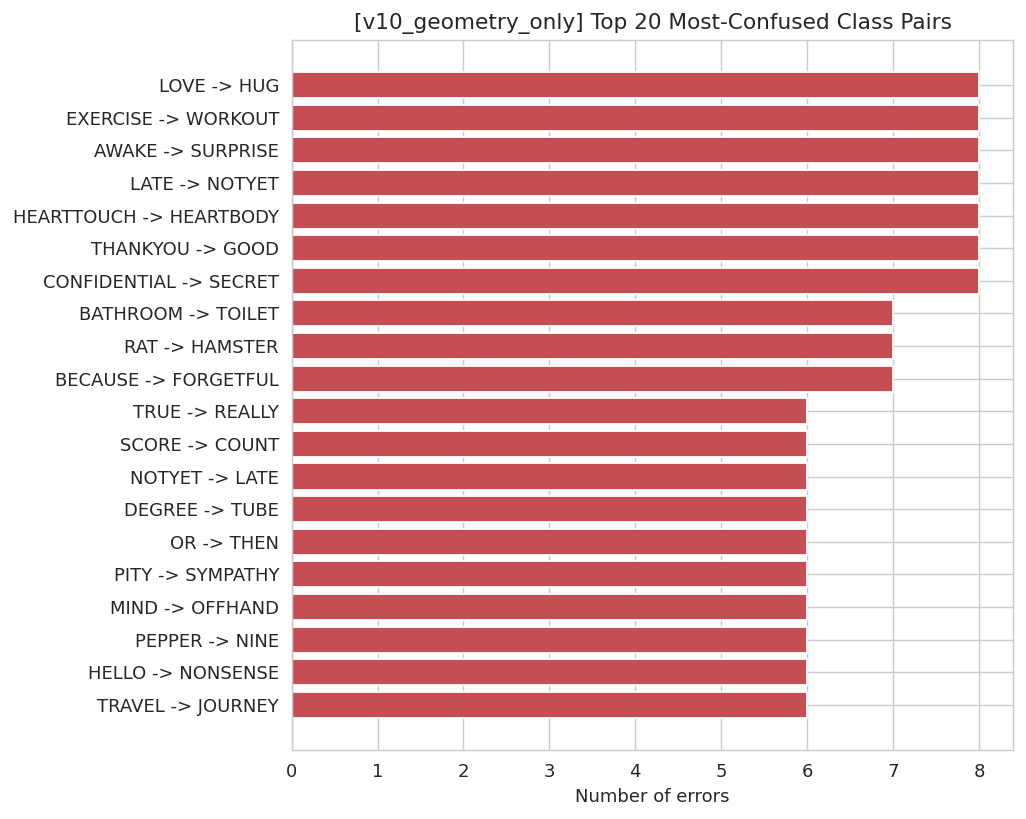 [v10_geometry_only] Top 20 Most-Confused Class Pairs
LOVE -> HUG
EXERCISE -> WORKOUT
AWAKE -> SURPRISE
LATE -> NOTYET
HEARTTOUCH -> HEARTBODY
THANKYOU -> GOOD
CONFIDENTIAL -> SECRET
BATHROOM -> TOILET
RAT -> HAMSTER
BECAUSE -> FORGETFUL
TRUE -> REALLY
SCORE -> COUNT
NOTYET -> LATE
DEGREE -> TUBE
OR -> THEN
PITY -> SYMPATHY
MIND -> OFFHAND
PEPPER -> NINE
HELLO -> NONSENSE
TRAVEL -> JOURNEY
0 1 2 3 4 5 6 7 8
Number of errors